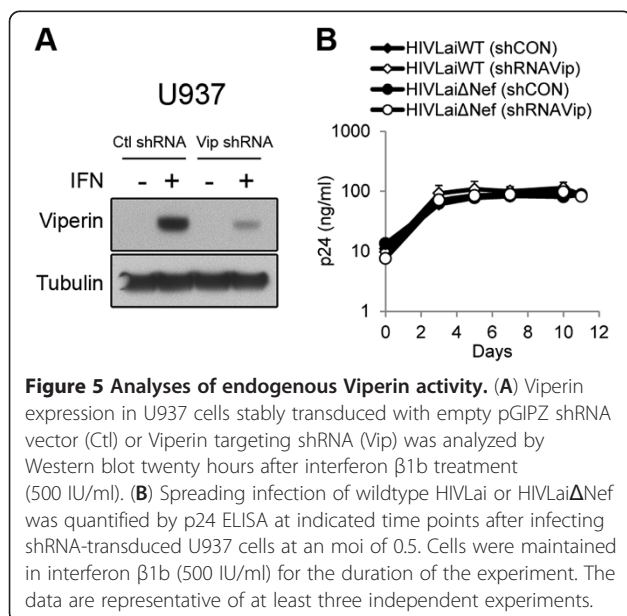 A
U937
Ctl shRNA Vip shRNA
IFN - + - +
Viperin
Tubulin
B
HIVLaiWT (shCON)
HIVLaiWT (shRNAVip)
HIVLaiΔNef (shCON)
HIVLaiΔNef (shRNAVip)
p24 (ng/ml)
1000
100
10
1
0 2 4 6 8 10 12
Days
Figure 5 Analyses of endogenous Viperin activity. (A) Viperin
expression in U937 cells stably transduced with empty pGIPZ shRNA
vector (Ctl) or Viperin targeting shRNA (Vip) was analyzed by
Western blot twenty hours after interferon β1b treatment
(500 IU/ml). (B) Spreading infection of wildtype HIVLai or HIVLaiΔNef
was quantified by p24 ELISA at indicated time points after infecting
shRNA-transduced U937 cells at an moi of 0.5. Cells were maintained
in interferon β1b (500 IU/ml) for the duration of the experiment. The
data are representative of at least three independent experiments.